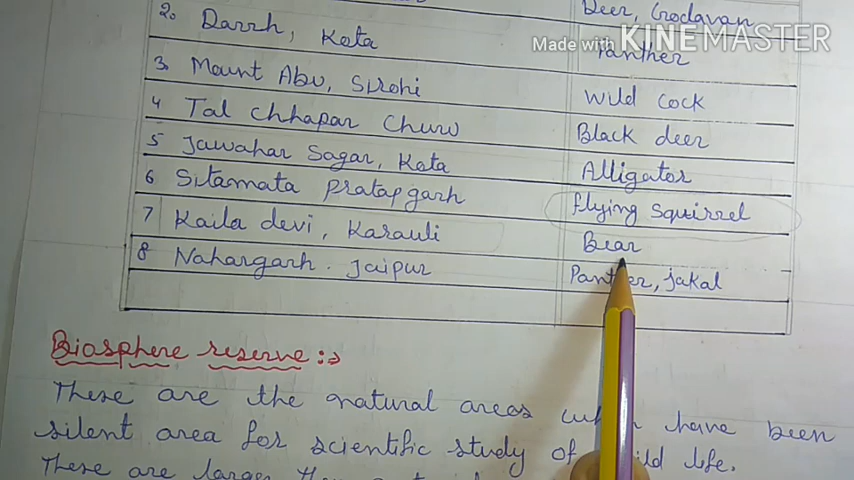 Deer, Godavan
2. Darrh, Kota Panther
Made with KINEMASTER
3. Mount Abu, Sirohi Wild cock
4 Tal Chhapar Churu Black deer
5 Jawahar Sagar, Kota Alligator
6 Sitamata Pratapgarh flying squirrel
7 Kaila devi, Karauli Bear
8 Nahargarh. Jaipur Panther, jakal
Biosphere reserve :->
These are the natural areas which have been
silent area for scientific study of wild life.
These are larger